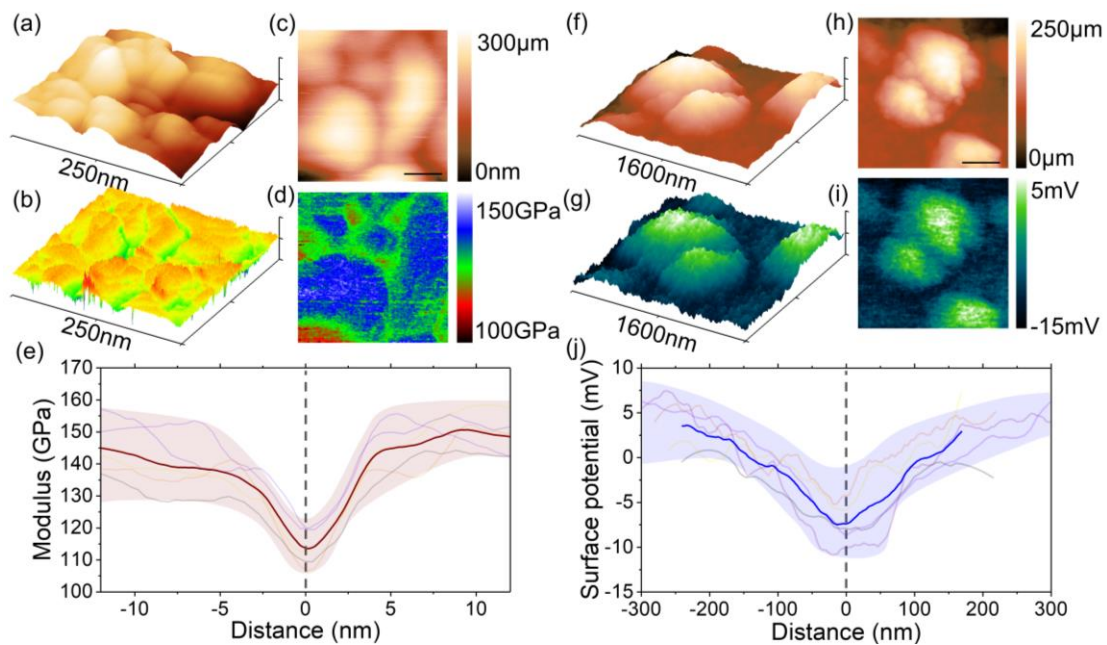 (a)
250nm
(b)
250nm
(c)
300µm
0nm
(d)
150GPa
100GPa
(e)
170
160
150
140
130
120
110
100
Modulus (GPa)
-10
-5
0
5
10
Distance (nm)
(f)
1600nm
(g)
1600nm
(h)
250µm
0µm
(i)
5mV
-15mV
(j)
10
5
0
-5
-10
-15
Surface potential (mV)
-300
-200
-100
0
100
200
300
Distance (nm)